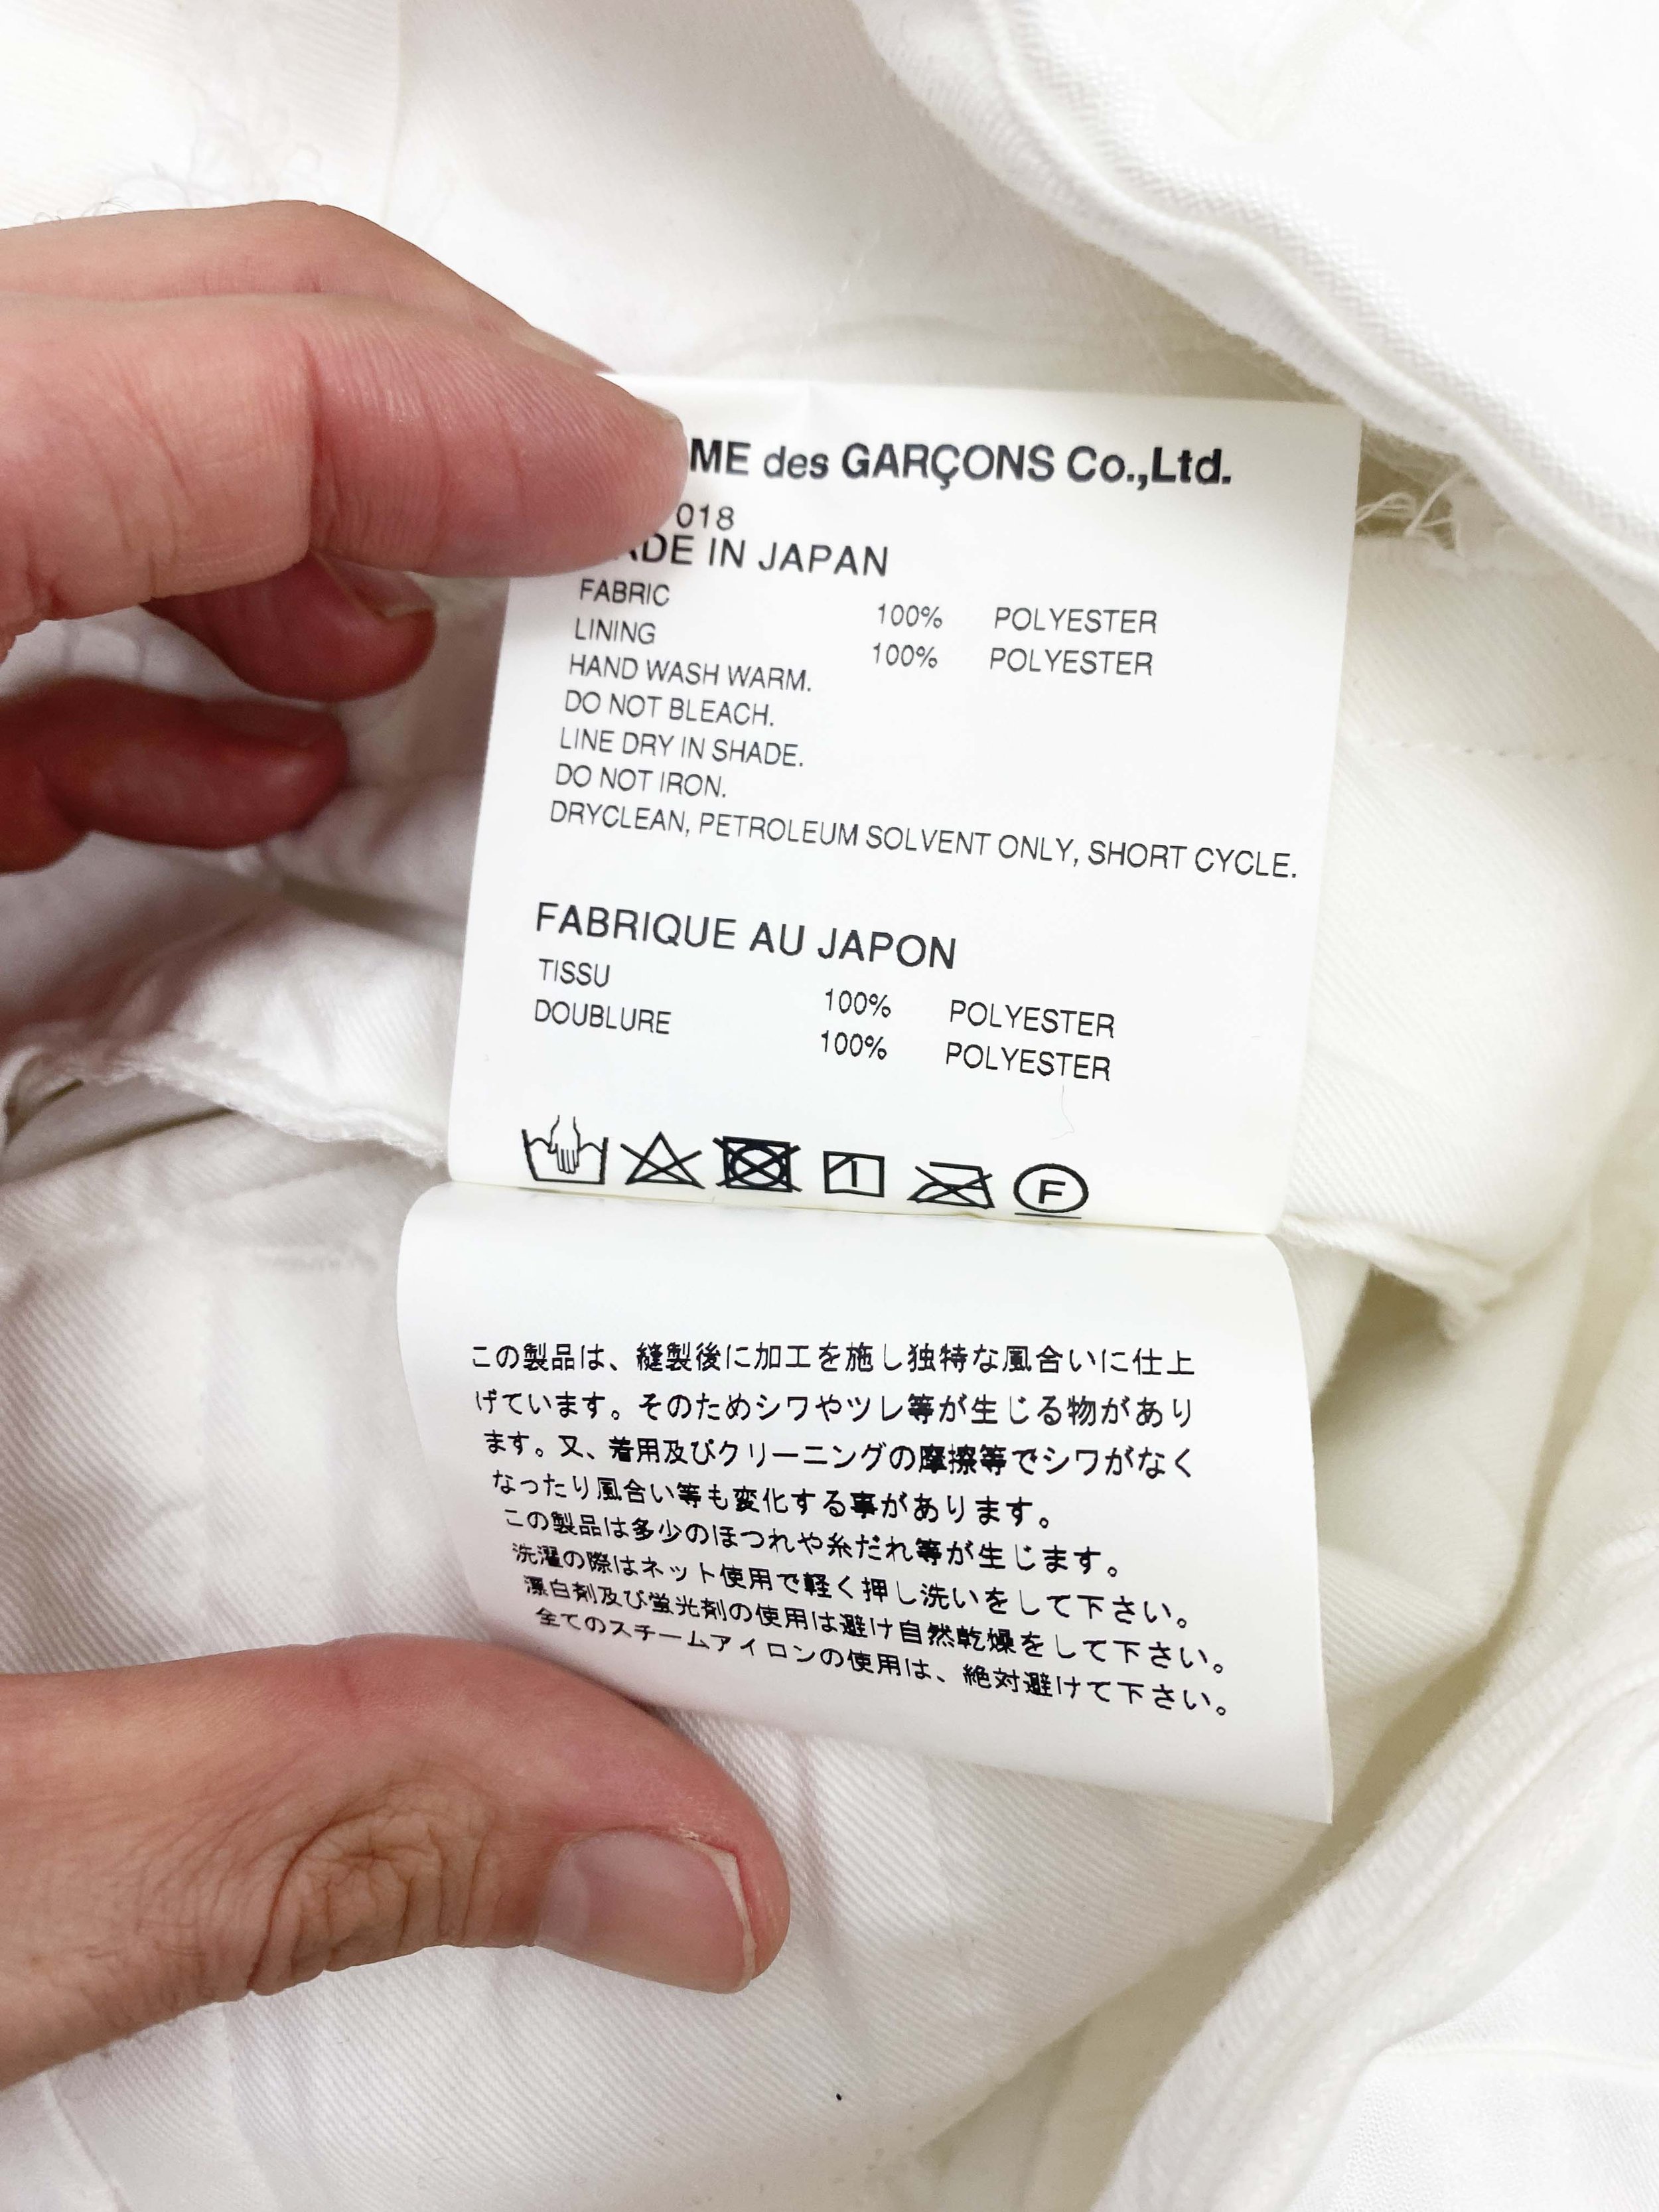 ME des GARÇONS Co.,Ltd.
018
ADE IN JAPAN
FABRIC 100% POLYESTER
LINING 100% POLYESTER
HAND WASH WARM.
DO NOT BLEACH.
LINE DRY IN SHADE.
DO NOT IRON.
DRYCLEAN, PETROLEUM SOLVENT ONLY, SHORT CYCLE.
FABRIQUE AU JAPON
TISSU 100% POLYESTER
DOUBLURE 100% POLYESTER
F
この製品は、縫製後に加工を施し独特な風合いに仕上
げています。そのためシワやツレ等が生じる物があり
ます。又、着用及びクリーニングの摩擦等でシワがなく
なったり風合い等も変化する事があります。
この製品は多少のほつれや糸だれ等が生じます。
洗濯の際はネット使用で軽く押し洗いをして下さい。
漂白剤及び蛍光剤の使用は避け自然乾燥をして下さい。
全てのスチームアイロンの使用は、絶対避けて下さい。